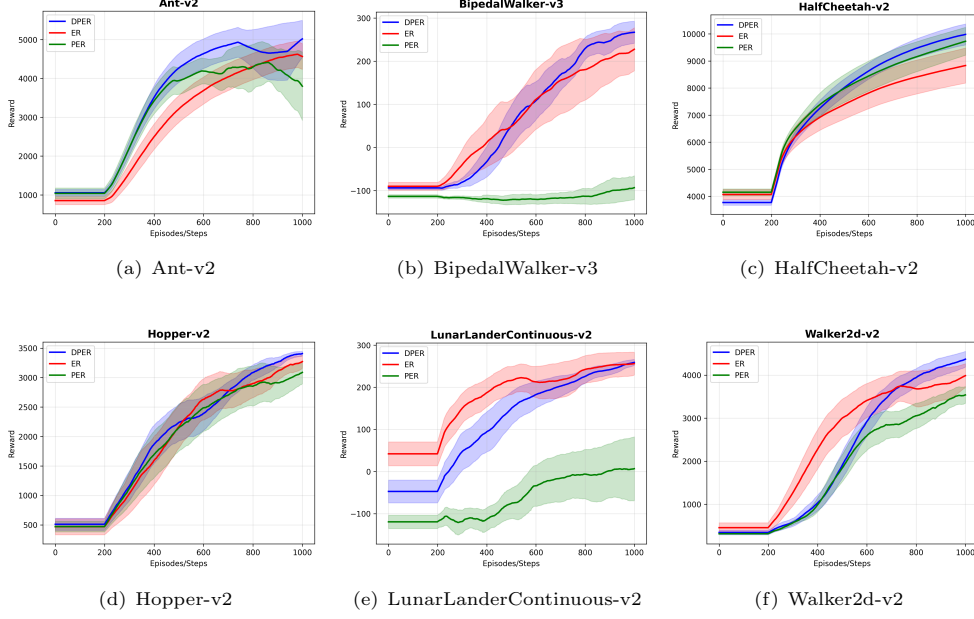 Ant-v2
DPER
ER
PER
5000
4000
3000
2000
1000
Reward
0 200 400 600 800 1000
Episodes/Steps
(a) Ant-v2
BipedalWalker-v3
DPER
ER
PER
300
200
100
0
−100
Reward
0 200 400 600 800 1000
Episodes/Steps
(b) BipedalWalker-v3
HalfCheetah-v2
DPER
ER
PER
10000
9000
8000
7000
6000
5000
4000
Reward
0 200 400 600 800 1000
Episodes/Steps
(c) HalfCheetah-v2
Hopper-v2
DPER
ER
PER
3500
3000
2500
2000
1500
1000
500
Reward
0 200 400 600 800 1000
Episodes/Steps
(d) Hopper-v2
LunarLanderContinuous-v2
DPER
ER
PER
300
200
100
0
−100
Reward
0 200 400 600 800 1000
Episodes/Steps
(e) LunarLanderContinuous-v2
Walker2d-v2
DPER
ER
PER
4000
3000
2000
1000
Reward
0 200 400 600 800 1000
Episodes/Steps
(f) Walker2d-v2